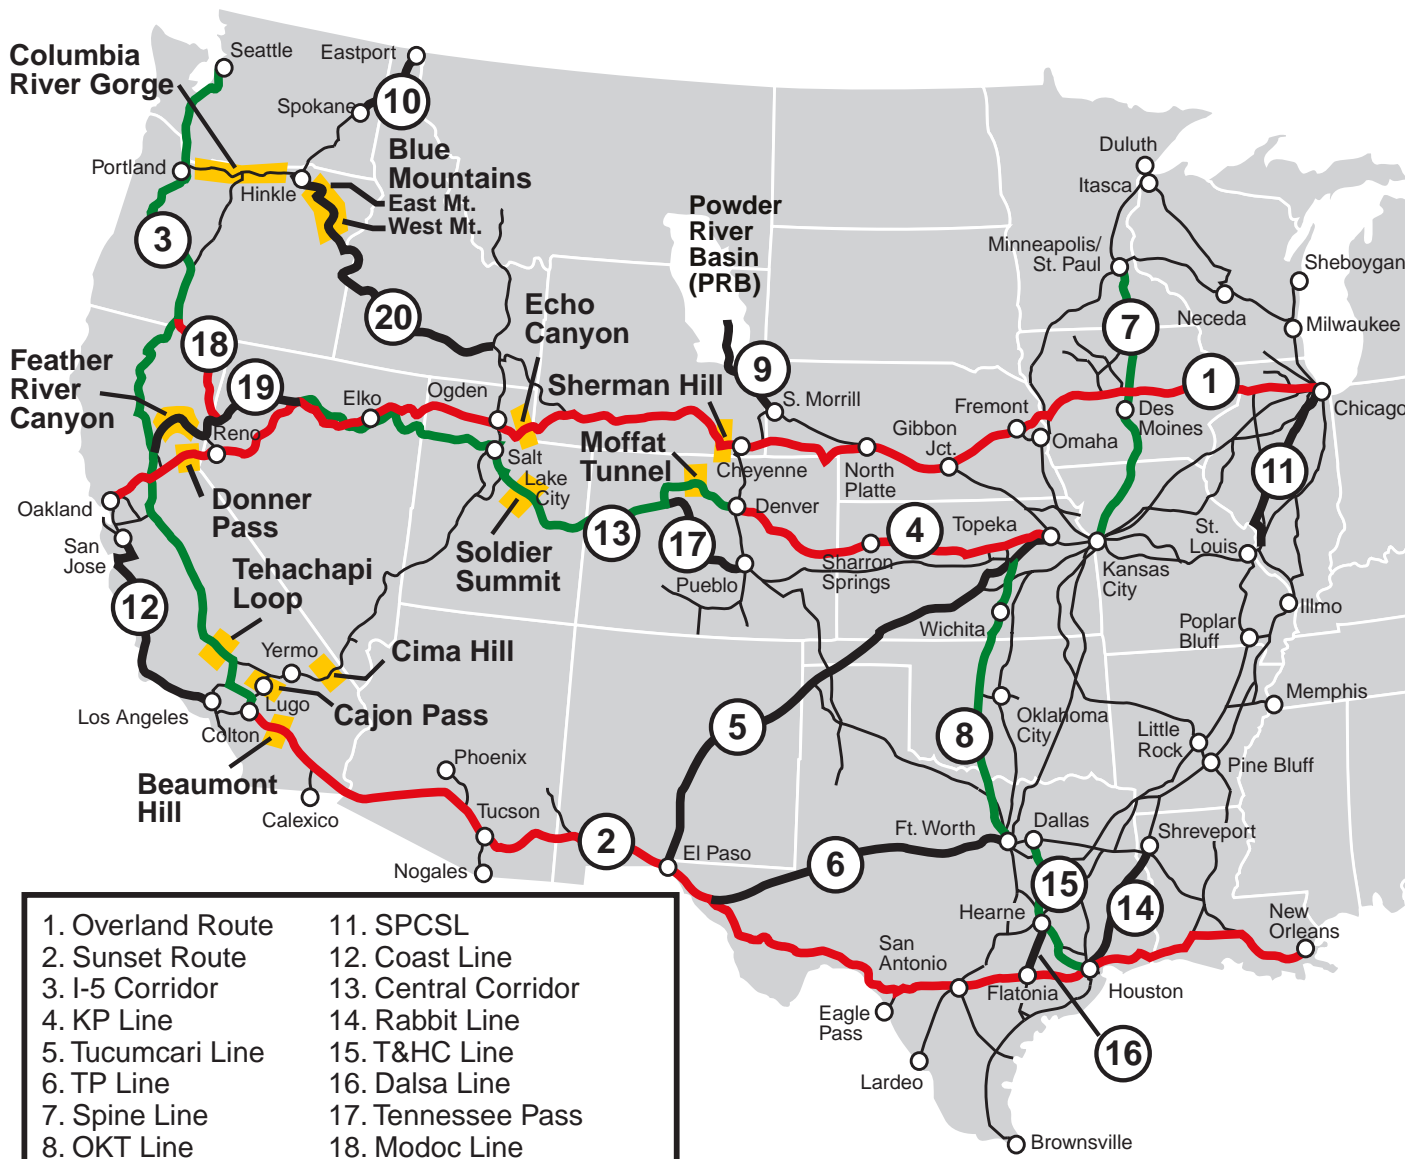 Columbia
River Gorge
Seattle
Eastport
Spokane
10
Portland
Hinkle
Blue
Mountains
East Mt.
West Mt.
3
20
18
19
Feather
River
Canyon
Reno
Elko
Ogden
Echo
Canyon
Powder
River
Basin
(PRB)
Sherman Hill
9
S. Morrill
Moffat
Tunnel
Cheyenne
North
Platte
Gibbon
Jct.
Fremont
Omaha
Duluth
Itasca
Minneapolis/
St. Paul
7
Neceda
Sheboygan
Milwaukee
1
Chicago
Des
Moines
11
Oakland
San
Jose
Donner
Pass
Salt
Lake
City
Soldier
Summit
13
17
Denver
Pueblo
4
Sharron
Springs
Topeka
Kansas
City
St.
Louis
Illmo
Poplar
Bluff
Memphis
12
Tehachapi
Loop
Yermo
Cima Hill
Lugo
Cajon Pass
Los Angeles
Colton
Beaumont
Hill
Calexico
Phoenix
Tucson
Nogales
2
El Paso
5
6
Wichita
Oklahoma
City
8
Little
Rock
Pine Bluff
Ft. Worth
Dallas
Shreveport
15
14
Hearne
San
Antonio
Flatonia
Houston
New
Orleans
Eagle
Pass
16
Lardeo
Brownsville
1. Overland Route
2. Sunset Route
3. I-5 Corridor
4. KP Line
5. Tucumcari Line
6. TP Line
7. Spine Line
8. OKT Line
11. SPCSL
12. Coast Line
13. Central Corridor
14. Rabbit Line
15. T&HC Line
16. Dalsa Line
17. Tennessee Pass
18. Modoc Line